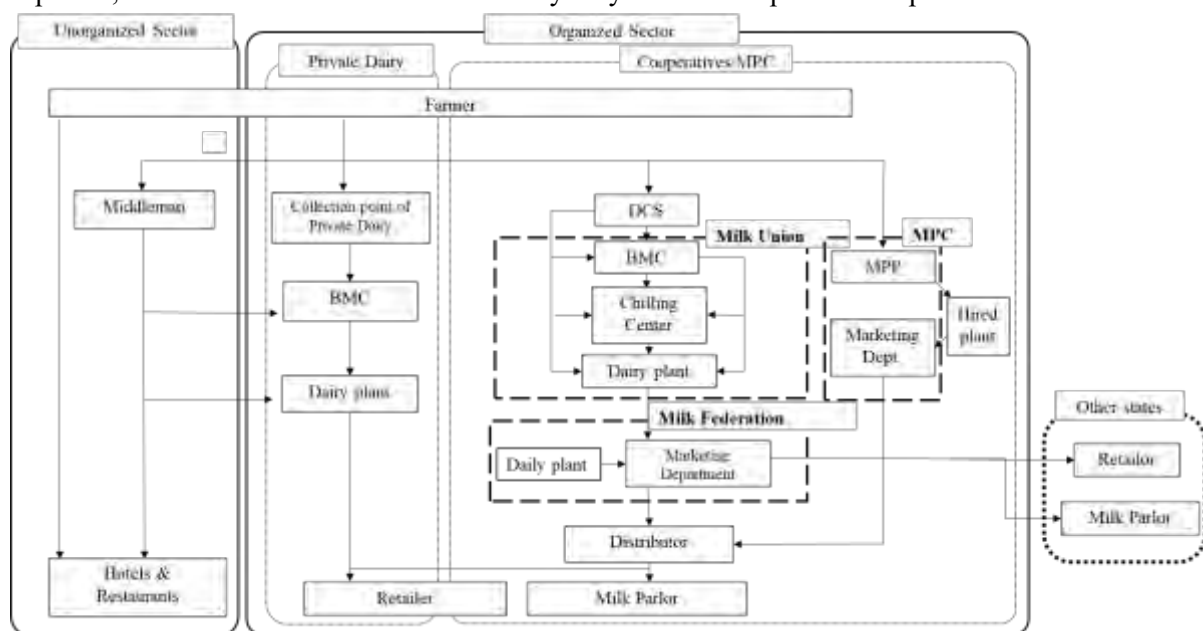 Unorganized Sector
Organized Sector
Private Dairy
Cooperatives/MPC
Farmer
Middleman
Collection point of
Private Dairy
DCS
Milk Union
MPC
BMC
MPP
BMC
Chilling
Center
Hired
plant
Marketing
Dept
Dairy plant
Dairy plant
Other states
Milk Federation
Daily plant
Marketing
Department
Retailor
Milk Parlor
Distributor
Hotels &
Restaurants
Retailer
Milk Parlor